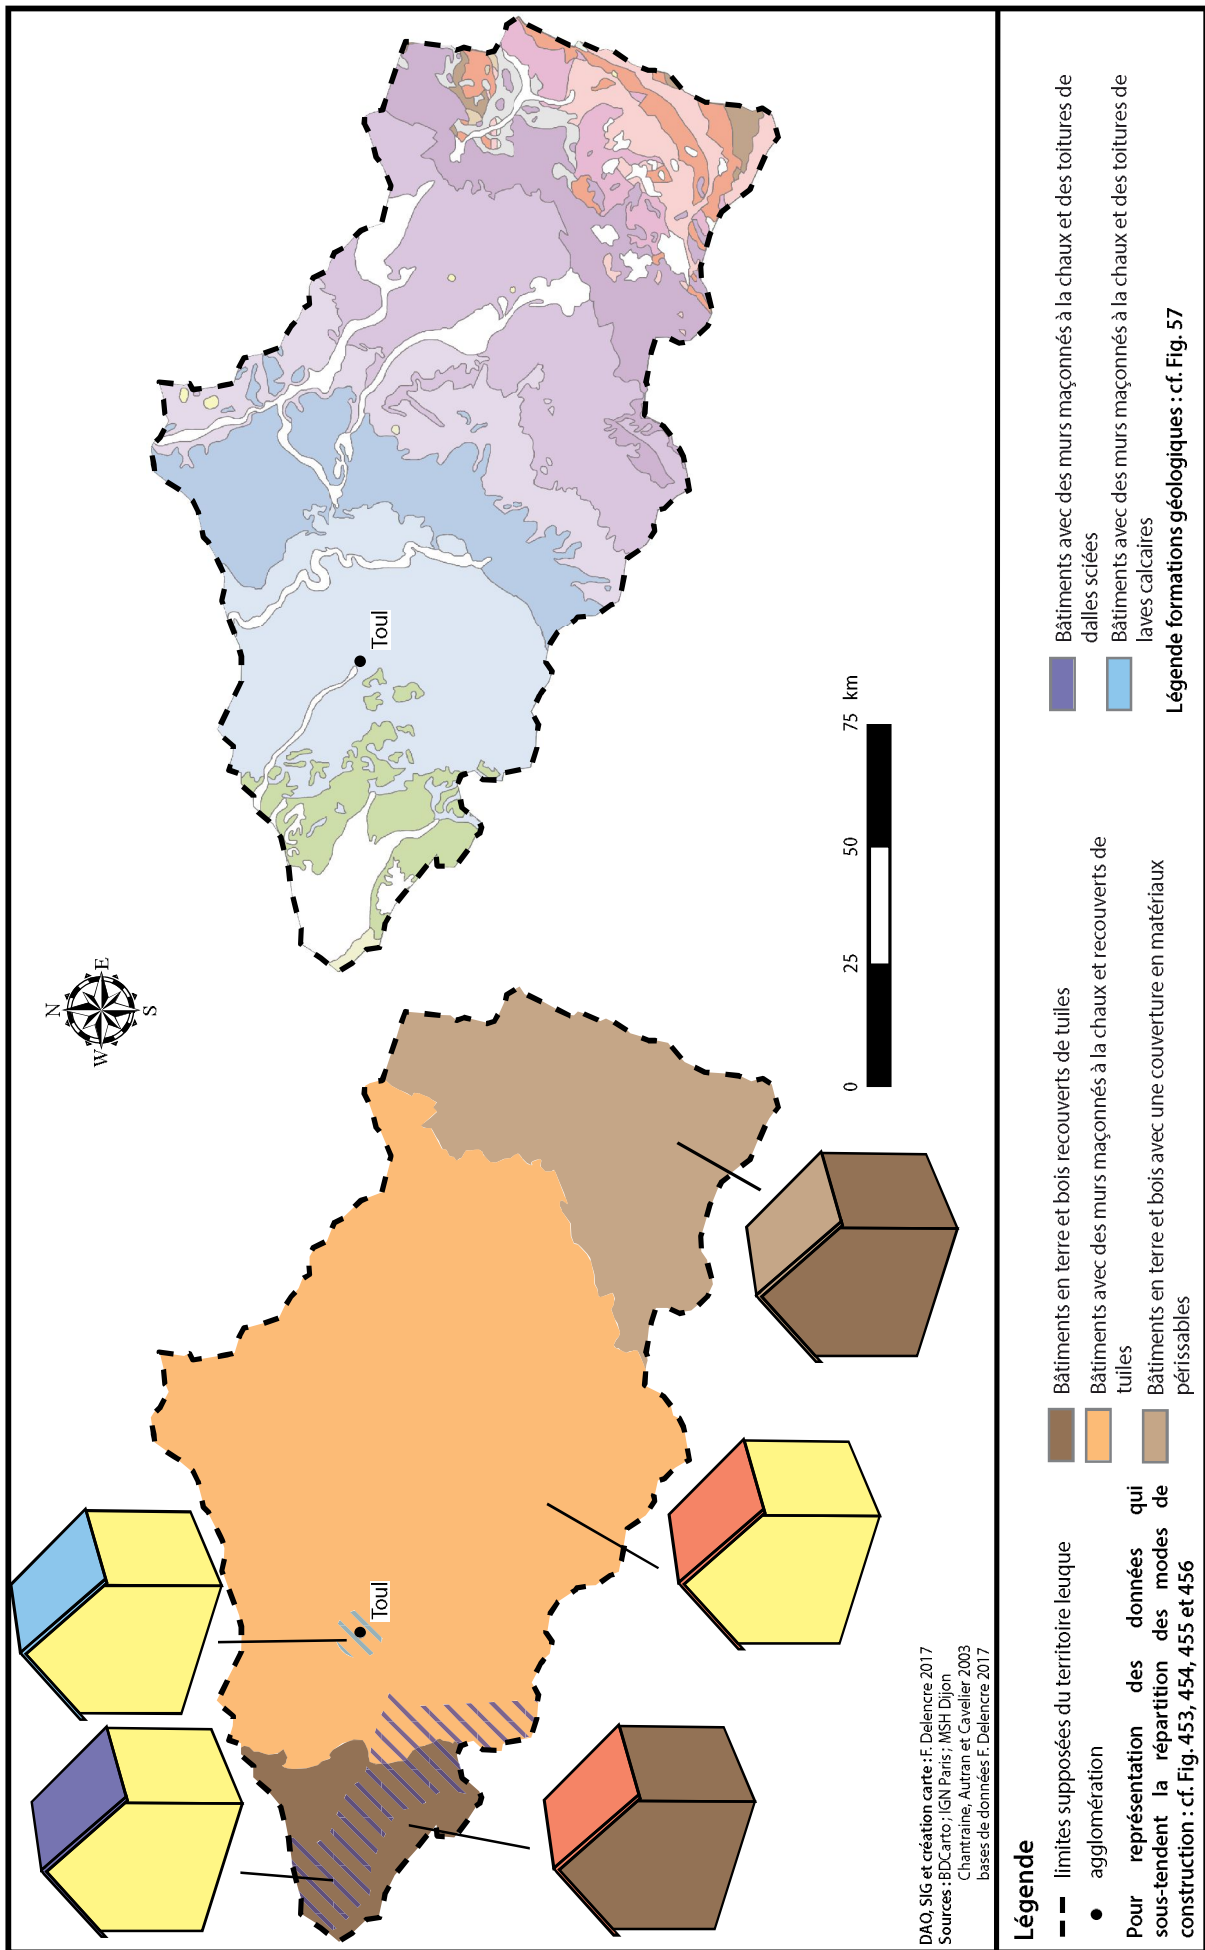 N
W
E
S
Toul
Toul
0
25
50
75
km
DAO, SIG et création carte : F. Delencre 2017
Sources : BDCarto ; IGN Paris ; MSH Dijon
Chantraine, Autran et Cavelier 2003
bases de données F. Delencre 2017
Légende
limites supposées du territoire leuque
agglomération
Pour représentation des données qui
sous-tendent la répartition des modes de
construction : cf. Fig. 453, 454, 455 et 456
Bâtiments en terre et bois recouverts de tuiles
Bâtiments avec des murs maçonnés à la chaux et recouverts de
tuiles
Bâtiments en terre et bois avec une couverture en matériaux
périssables
Bâtiments avec des murs maçonnés à la chaux et des toitures de
dalles sciées
Bâtiments avec des murs maçonnés à la chaux et des toitures de
laves calcaires
Légende formations géologiques : cf. Fig. 57